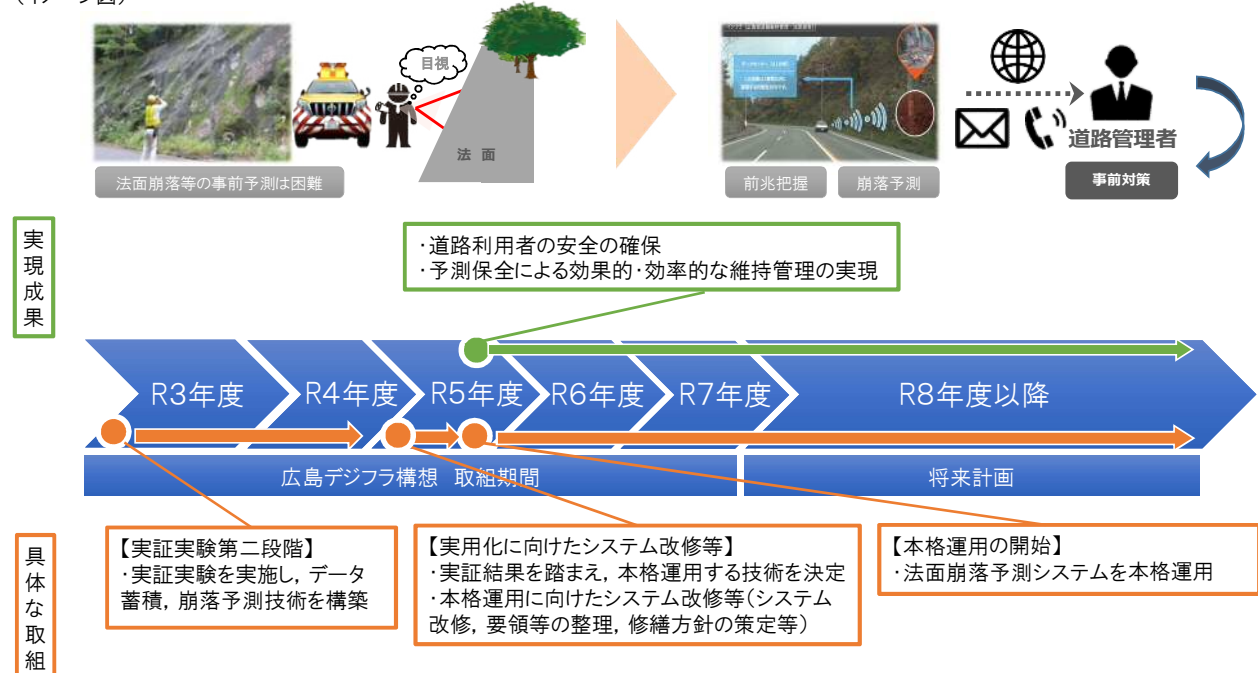 目視
法 面
法面崩落等の事前予測は困難
前兆把握
崩落予測
道路管理者
事前対策
実現成果
・道路利用者の安全の確保
・予測保全による効果的・効率的な維持管理の実現
R3年度
R4年度
R5年度
R6年度
R7年度
R8年度以降
広島デジフラ構想 取組期間
将来計画
具体な取組
【実証実験第二段階】
・実証実験を実施し，データ
蓄積，崩落予測技術を構築
【実用化に向けたシステム改修等】
・実証結果を踏まえ，本格運用する技術を決定
・本格運用に向けたシステム改修等（システム
改修，要領等の整理，修繕方針の策定等）
【本格運用の開始】
・法面崩落予測システムを本格運用